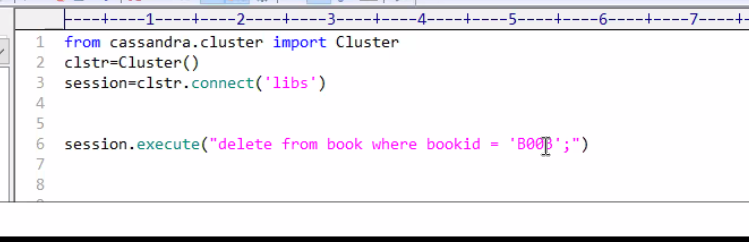 ----+----1----+----2----+----3----+----4----+----5----+----6----+----7----+-
1 from cassandra.cluster import Cluster
2 clstr=Cluster()
3 session=clstr.connect('libs')
4
5
6 session.execute("delete from book where bookid = 'B003';")
7
8